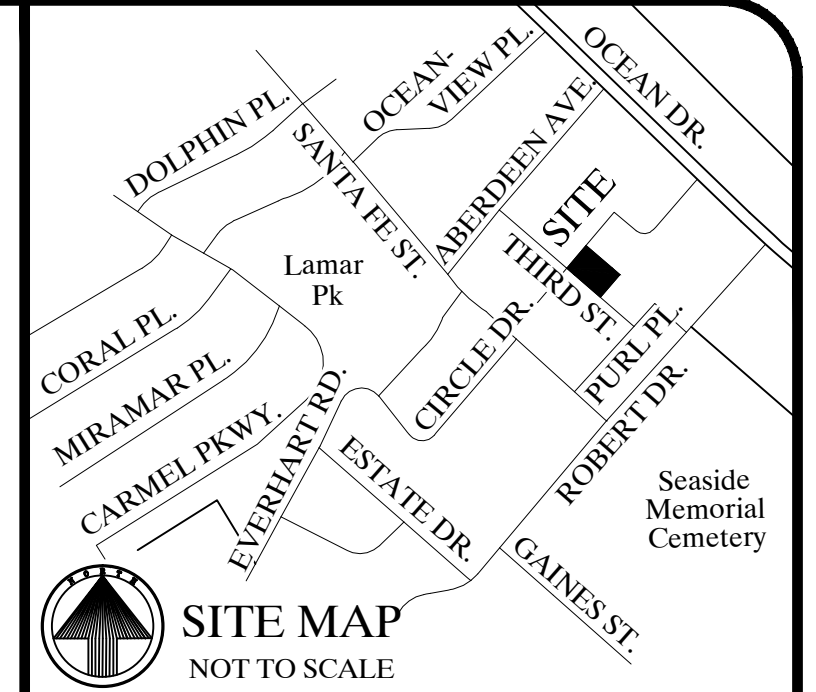 OCEAN DR.
OCEAN-
VIEW PL.
DOLPHIN PL.
SANTA FE ST.
ABERDEEN AVE.
SITE
THIRD ST.
Lamar
Pk
CORAL PL.
MIRAMAR PL.
CARMEL PKWY.
EVERHART RD.
CIRCLE DR.
PURL PL.
ROBERT DR.
ESTATE DR.
GAINES ST.
Seaside
Memorial
Cemetery
NORTH
SITE MAP
NOT TO SCALE